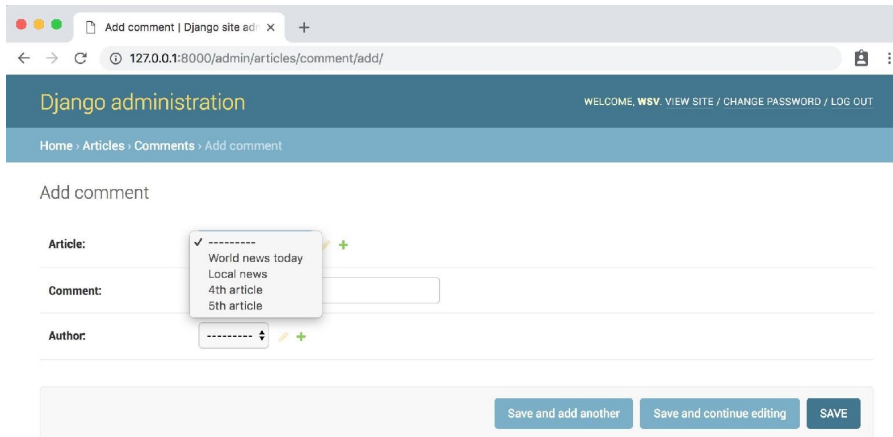 Add comment | Django site adr
127.0.0.1:8000/admin/articles/comment/add/
Django administration
WELCOME, WSV. VIEW SITE / CHANGE PASSWORD / LOG OUT
Home › Articles › Comments › Add comment
Add comment
Article:
---------
World news today
Local news
4th article
5th article
Comment:
Author:
---------
Save and add another
Save and continue editing
SAVE